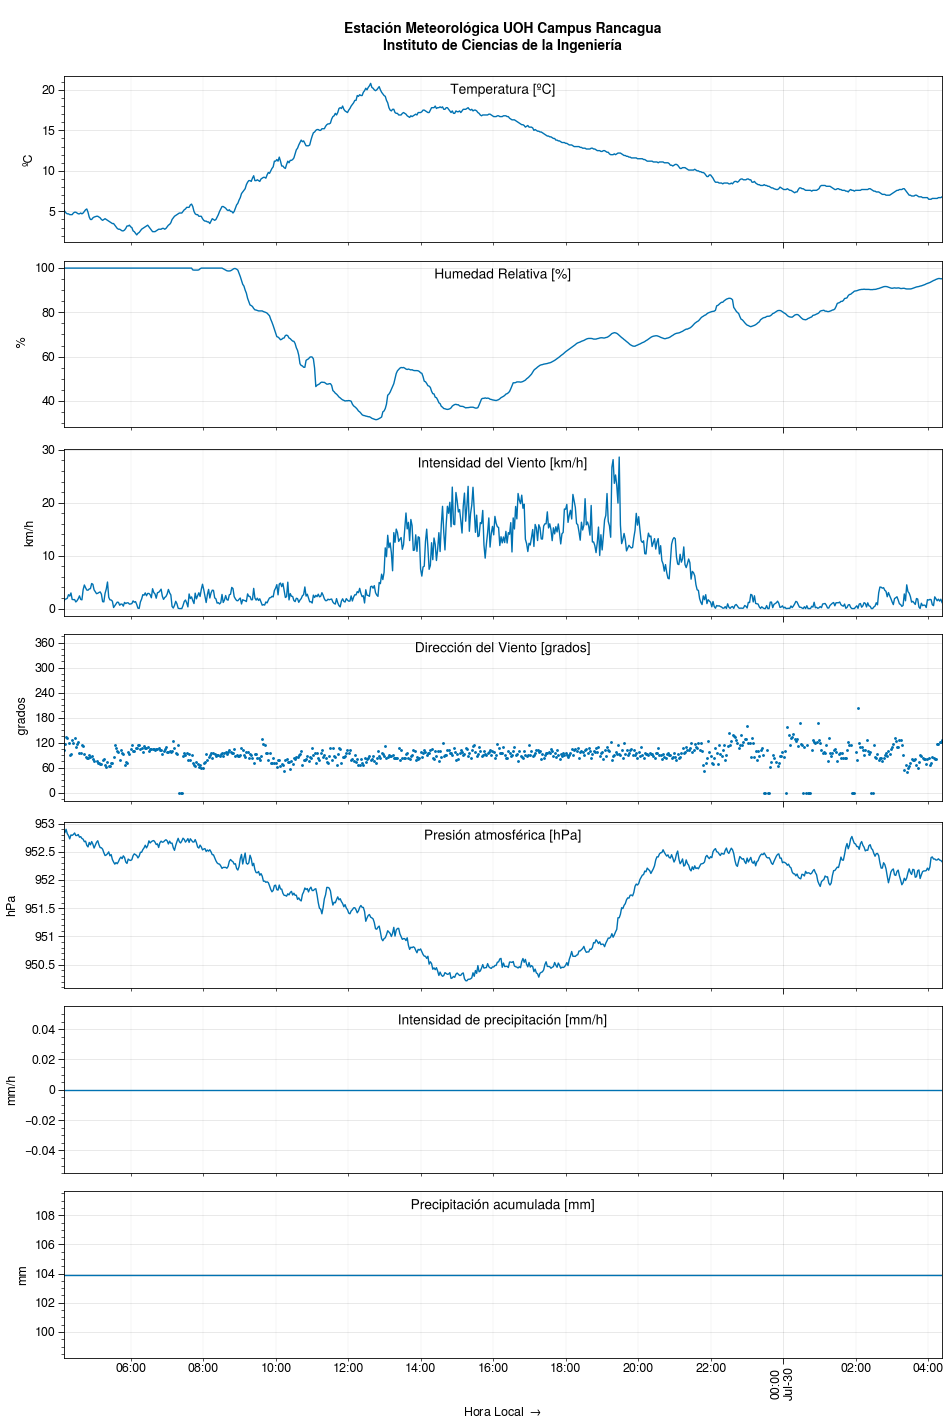 Estación Meteorológica UOH Campus Rancagua
Instituto de Ciencias de la Ingeniería
Temperatura [ºC]
ºC
20
15
10
5
Humedad Relativa [%]
%
100
80
60
40
Intensidad del Viento [km/h]
km/h
30
20
10
0
Dirección del Viento [grados]
grados
360
300
240
180
120
60
0
Presión atmosférica [hPa]
hPa
953
952.5
952
951.5
951
950.5
Intensidad de precipitación [mm/h]
mm/h
0.04
0.02
0
−0.02
−0.04
Precipitación acumulada [mm]
mm
108
106
104
102
100
06:00
08:00
10:00
12:00
14:00
16:00
18:00
20:00
22:00
00:00
Jul-30
02:00
04:00
Hora Local →